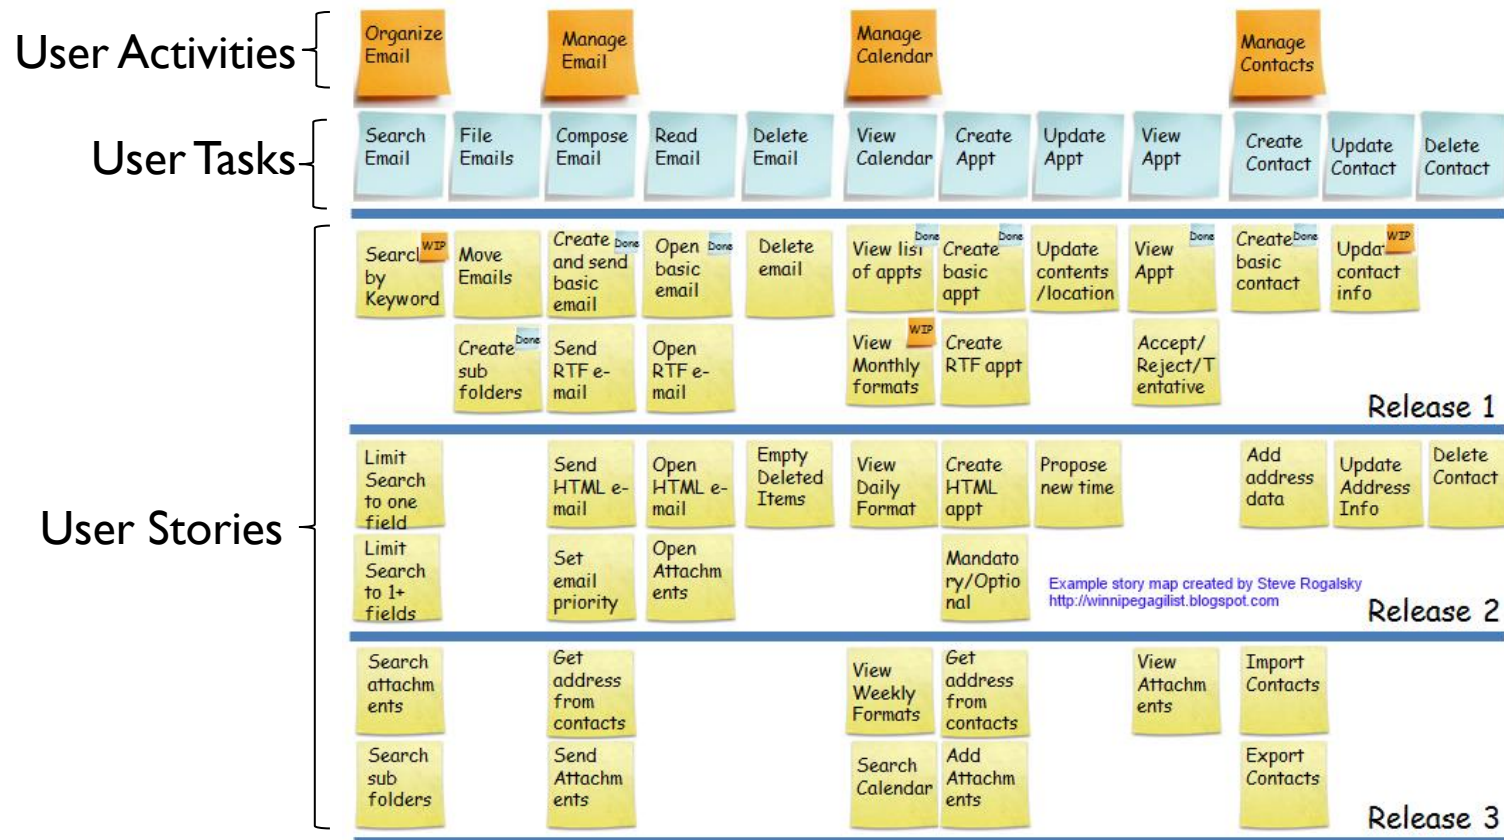 User Activities
Organize
Email
Manage
Email
Manage
Calendar
Manage
Contacts
User Tasks
Search
Email
File
Emails
Compose
Email
Read
Email
Delete
Email
View
Calendar
Create
Appt
Update
Appt
View
Appt
Create
Contact
Update
Contact
Delete
Contact
User Stories
Search
by
Keyword
WIP
Move
Emails
Create
and send
basic
email
Done
Open
basic
email
Done
Delete
email
View list
of appts
Done
Create
basic
appt
Done
Update
contents
/location
View
Appt
Done
Create
basic
contact
Done
Update
contact
info
WIP
Create
sub
folders
Done
Send
RTF e-
mail
Open
RTF e-
mail
View
Monthly
formats
WIP
Create
RTF appt
Accept/
Reject/T
entative
Release 1
Limit
Search
to one
field
Send
HTML e-
mail
Open
HTML e-
mail
Empty
Deleted
Items
View
Daily
Format
Create
HTML
appt
Propose
new time
Add
address
data
Update
Address
Info
Delete
Contact
Limit
Search
to 1+
fields
Set
email
priority
Open
Attachm
ents
Mandato
ry/Optio
nal
Example story map created by Steve Rogalsky
http://winnipegagilist.blogspot.com
Release 2
Search
attachm
ents
Get
address
from
contacts
View
Weekly
Formats
Get
address
from
contacts
View
Attachm
ents
Import
Contacts
Search
sub
folders
Send
Attachm
ents
Search
Calendar
Add
Attachm
ents
Export
Contacts
Release 3